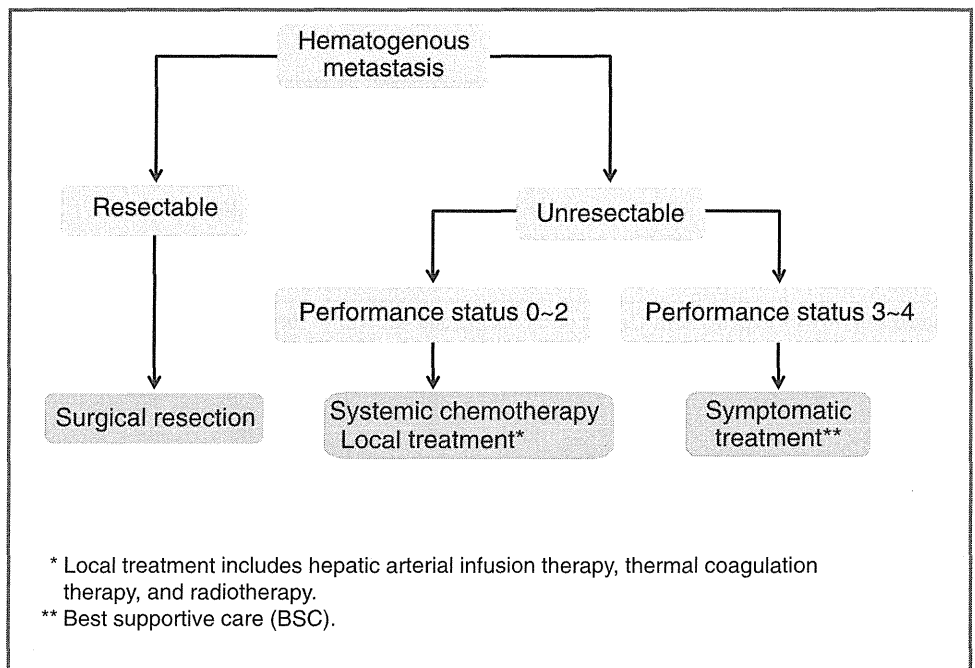 Hematogenous
metastasis
Resectable
Unresectable
Performance status 0~2
Performance status 3~4
Surgical resection
Systemic chemotherapy
Local treatment*
Symptomatic
treatment**
* Local treatment includes hepatic arterial infusion therapy, thermal coagulation
therapy, and radiotherapy.
** Best supportive care (BSC).